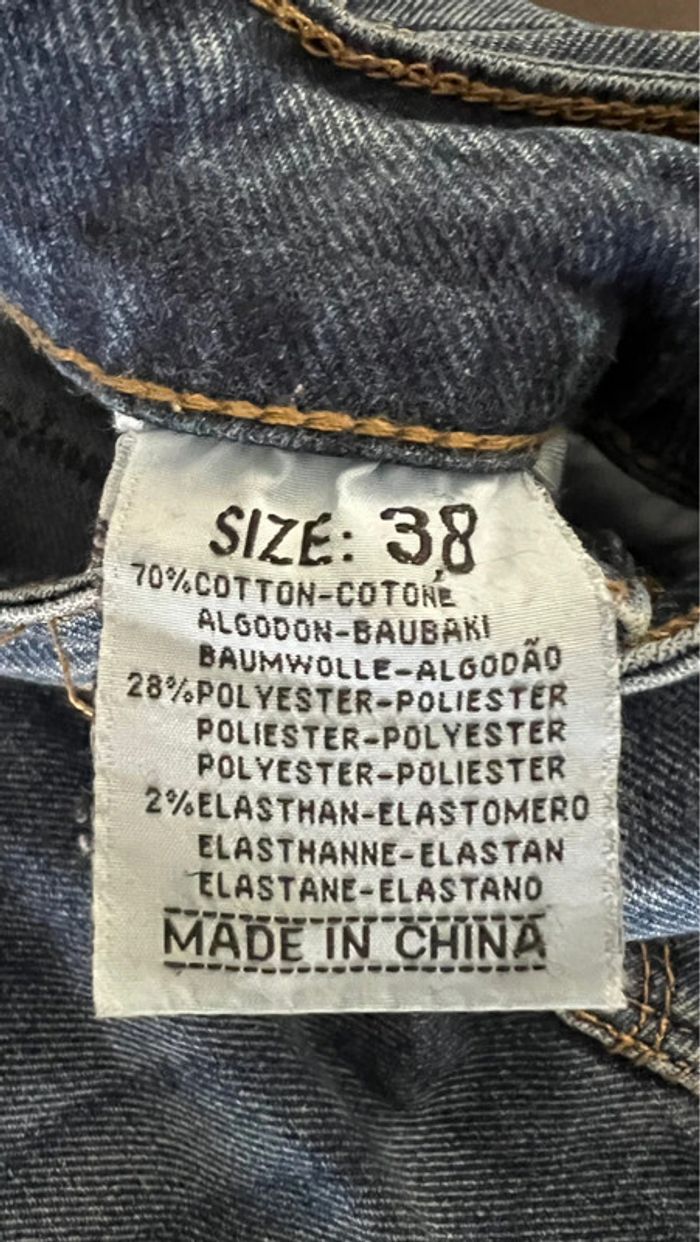 SIZE: 38
70%COTTON-COTONE
ALGODON-BAUBAKI
BAUMWOLLE-ALGODÃO
28%POLYESTER-POLIESTER
POLIESTER-POLYESTER
POLYESTER-POLIESTER
2%ELASTHAN-ELASTOMERO
ELASTHANNE-ELASTAN
ELASTANE-ELASTANO
MADE IN CHINA